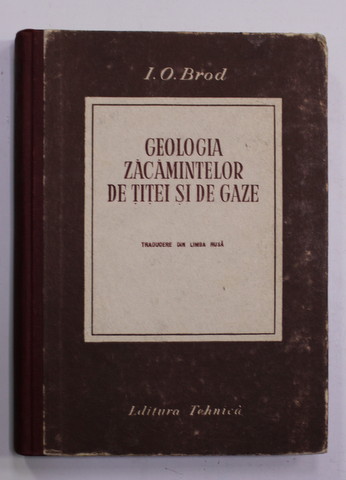 I.O.Brod
GEOLOGIA
ZĂCĂMINTELOR
DE ȚIȚEI ȘI DE GAZE
TRADUCERE DIN LIMBA RUSĂ
Editura Tehnică